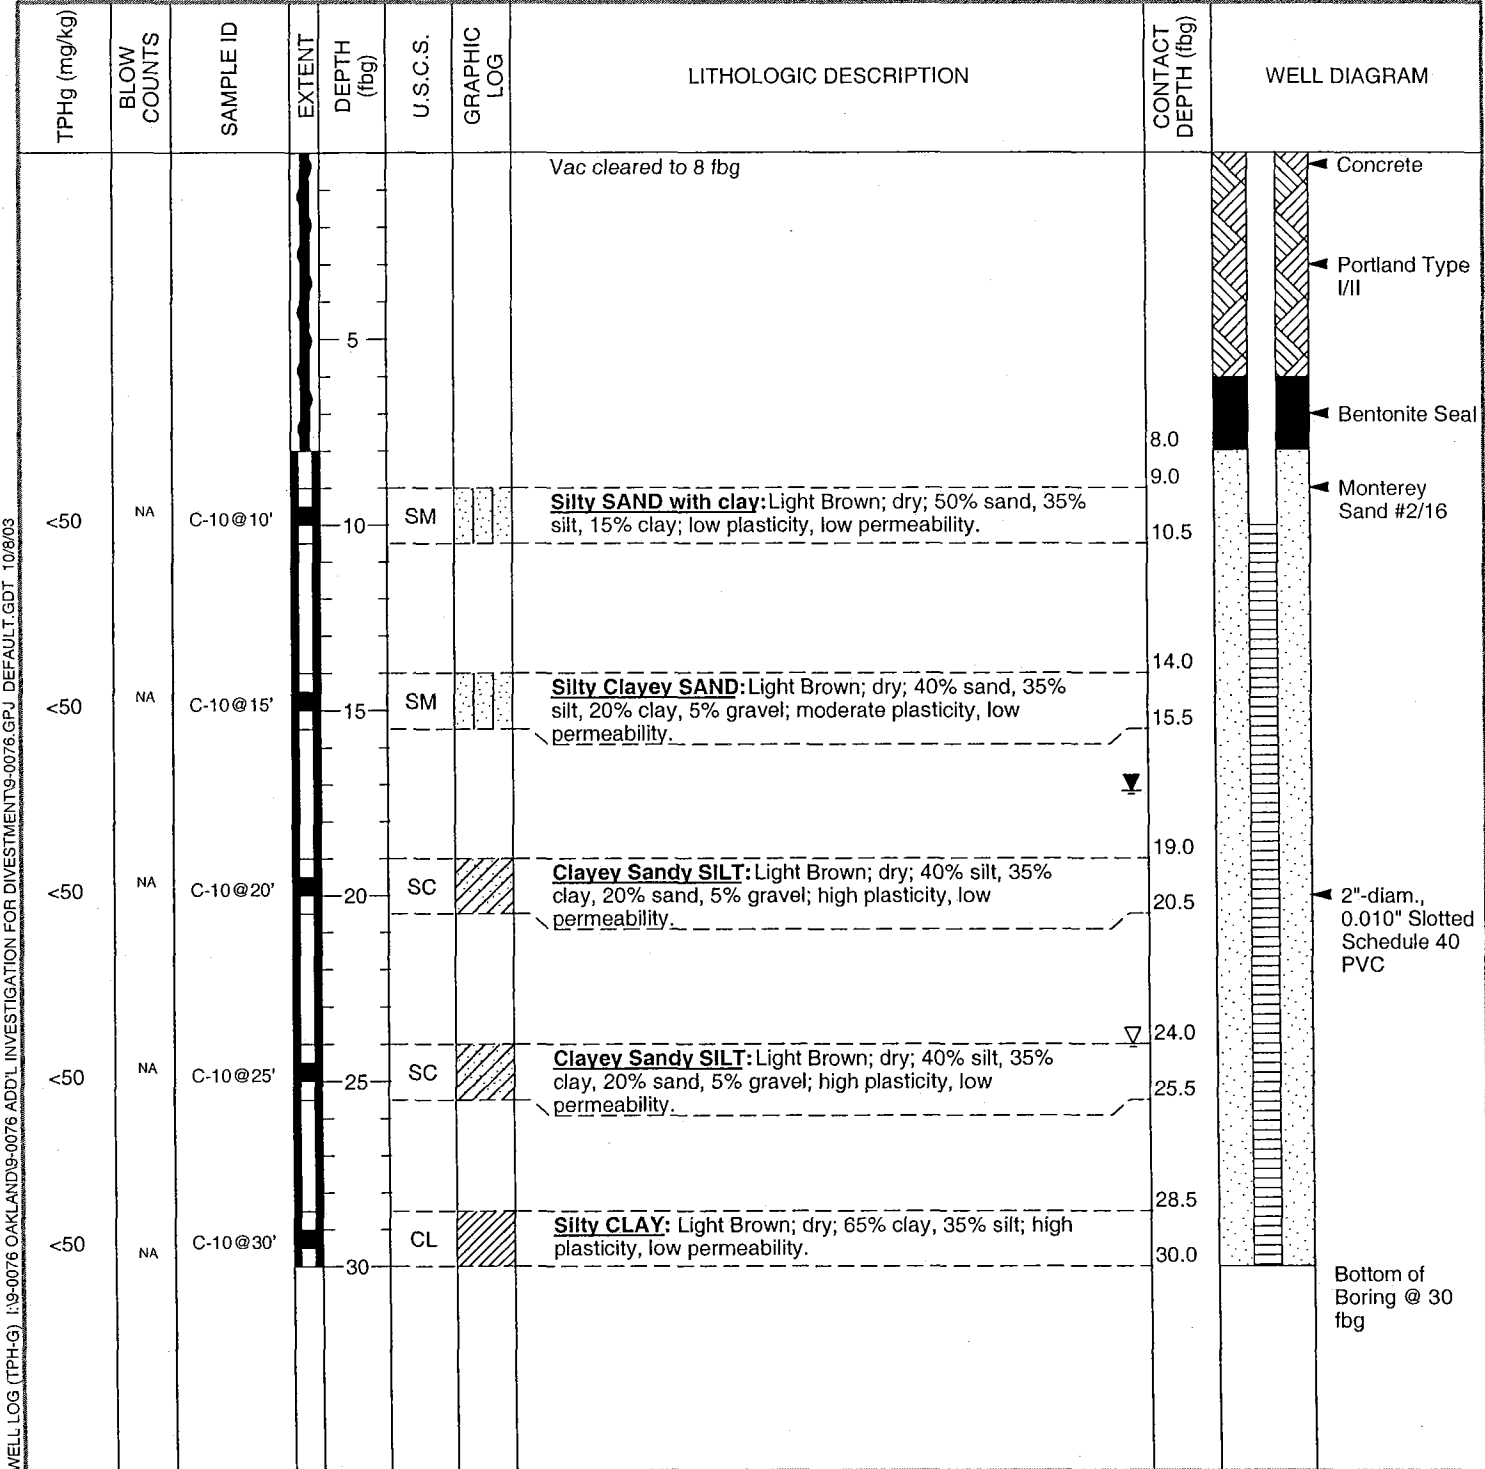 TPHg (mg/kg)
BLOW
COUNTS
SAMPLE ID
EXTENT
DEPTH
(fbg)
U.S.C.S.
GRAPHIC
LOG
LITHOLOGIC DESCRIPTION
CONTACT
DEPTH (fbg)
WELL DIAGRAM
Vac cleared to 8 fbg
Concrete
Portland Type
I/II
5
Bentonite Seal
8.0
9.0
Monterey
Sand #2/16
<50
NA
C-10@10'
10
SM
Silty SAND with clay: Light Brown; dry; 50% sand, 35%
silt, 15% clay; low plasticity, low permeability.
10.5
14.0
<50
NA
C-10@15'
15
SM
Silty Clayey SAND: Light Brown; dry; 40% sand, 35%
silt, 20% clay, 5% gravel; moderate plasticity, low
permeability.
15.5
19.0
<50
NA
C-10@20'
20
SC
Clayey Sandy SILT: Light Brown; dry; 40% silt, 35%
clay, 20% sand, 5% gravel; high plasticity, low
permeability.
20.5
2"-diam.,
0.010" Slotted
Schedule 40
PVC
24.0
<50
NA
C-10@25'
25
SC
Clayey Sandy SILT: Light Brown; dry; 40% silt, 35%
clay, 20% sand, 5% gravel; high plasticity, low
permeability.
25.5
28.5
<50
NA
C-10@30'
30
CL
Silty CLAY: Light Brown; dry; 65% clay, 35% silt; high
plasticity, low permeability.
30.0
Bottom of
Boring @ 30
fbg
WELL LOG (TPH-G) I:\9-0076 OAKLAND\9-0076 ADD'L INVESTIGATION FOR DIVESTMENT\9-0076.GPJ DEFAULT.GDT 10/8/03